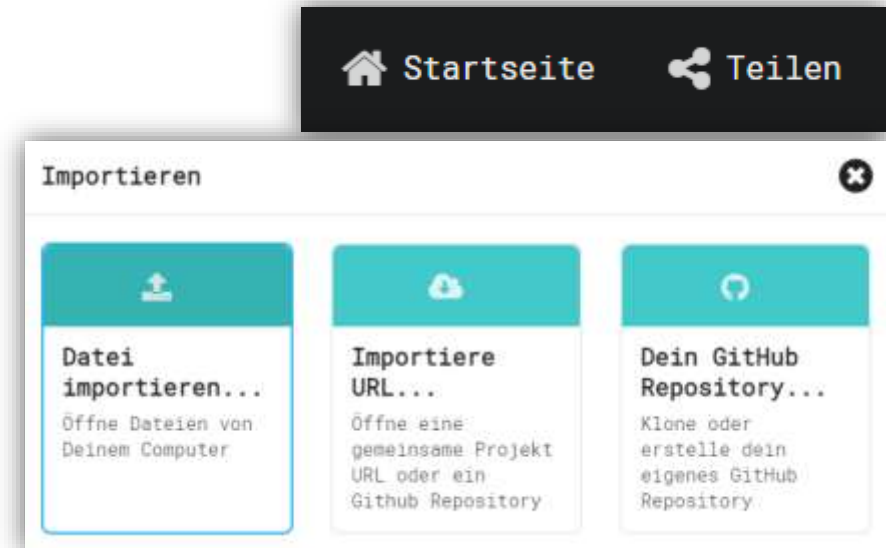 Startseite Teilen
Importieren
Datei
importieren...
Öffne Dateien von
Deinem Computer
Importiere
URL...
Öffne eine
gemeinsame Projekt
URL oder ein
Github Repository
Dein GitHub
Repository...
Klone oder
erstelle dein
eigenes GitHub
Repository